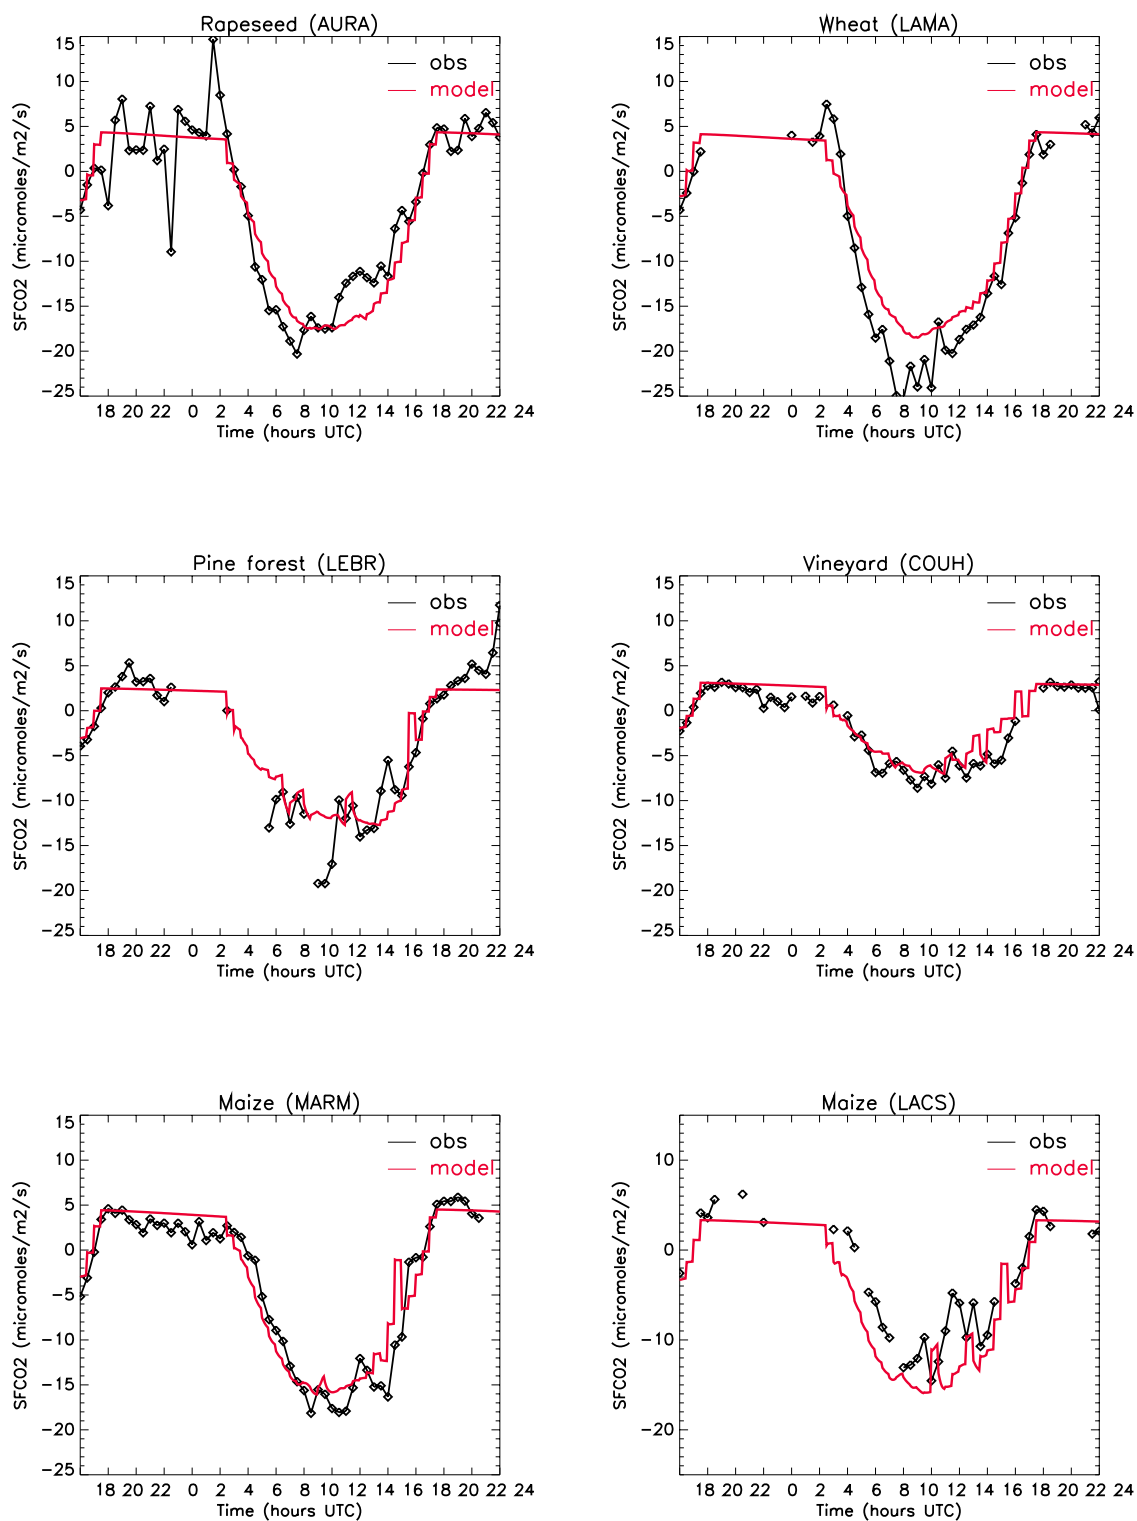 Rapeseed (AURA)
15
10
5
0
−5
−10
−15
−20
−25
SFCO2 (micromoles/m2/s)
obs
model
18 20 22 0 2 4 6 8 10 12 14 16 18 20 22 24
Time (hours UTC)
Wheat (LAMA)
15
10
5
0
−5
−10
−15
−20
−25
SFCO2 (micromoles/m2/s)
obs
model
18 20 22 0 2 4 6 8 10 12 14 16 18 20 22 24
Time (hours UTC)
Pine forest (LEBR)
15
10
5
0
−5
−10
−15
−20
−25
SFCO2 (micromoles/m2/s)
obs
model
18 20 22 0 2 4 6 8 10 12 14 16 18 20 22 24
Time (hours UTC)
Vineyard (COUH)
15
10
5
0
−5
−10
−15
−20
−25
SFCO2 (micromoles/m2/s)
obs
model
18 20 22 0 2 4 6 8 10 12 14 16 18 20 22 24
Time (hours UTC)
Maize (MARM)
10
5
0
−5
−10
−15
−20
−25
SFCO2 (micromoles/m2/s)
obs
model
18 20 22 0 2 4 6 8 10 12 14 16 18 20 22 24
Time (hours UTC)
Maize (LACS)
10
5
0
−10
−20
SFCO2 (micromoles/m2/s)
obs
model
18 20 22 0 2 4 6 8 10 12 14 16 18 20 22 24
Time (hours UTC)